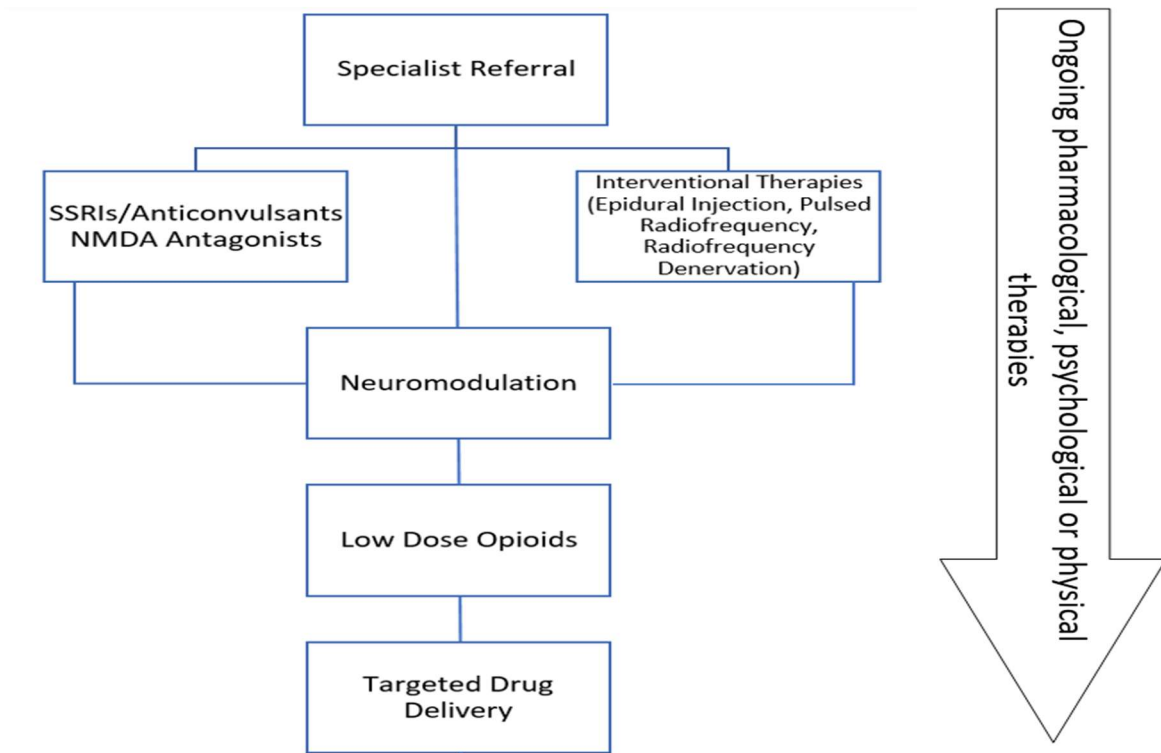 Specialist Referral
SSRIs/Anticonvulsants
NMDA Antagonists
Interventional Therapies
(Epidural Injection, Pulsed
Radiofrequency,
Radiofrequency
Denervation)
Neuromodulation
Low Dose Opioids
Targeted Drug
Delivery
Ongoing pharmacological, psychological or physical
therapies